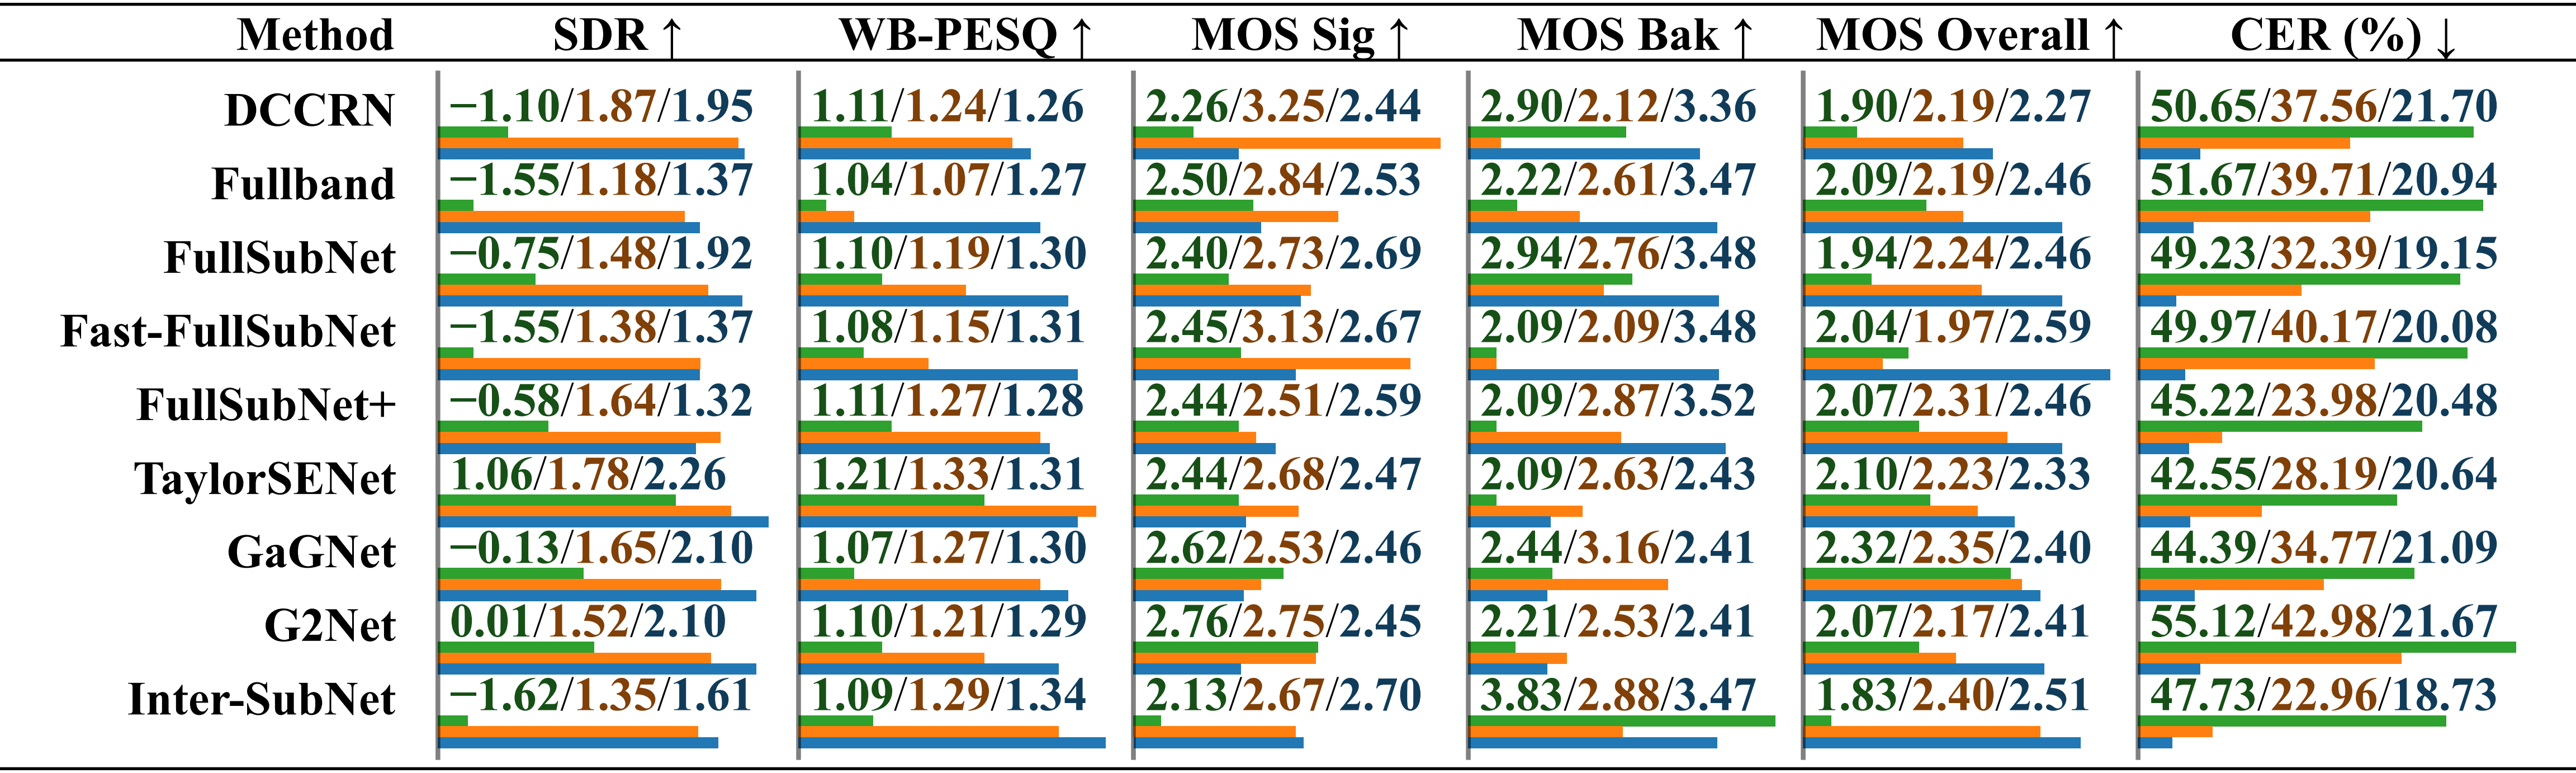 Method SDR ↑ WB-PESQ ↑ MOS Sig ↑ MOS Bak ↑ MOS Overall ↑ CER (%) ↓
DCCRN −1.10/1.87/1.95 1.11/1.24/1.26 2.26/3.25/2.44 2.90/2.12/3.36 1.90/2.19/2.27 50.65/37.56/21.70
Fullband −1.55/1.18/1.37 1.04/1.07/1.27 2.50/2.84/2.53 2.22/2.61/3.47 2.09/2.19/2.46 51.67/39.71/20.94
FullSubNet −0.75/1.48/1.92 1.10/1.19/1.30 2.40/2.73/2.69 2.94/2.76/3.48 1.94/2.24/2.46 49.23/32.39/19.15
Fast-FullSubNet −1.55/1.38/1.37 1.08/1.15/1.31 2.45/3.13/2.67 2.09/2.09/3.48 2.04/1.97/2.59 49.97/40.17/20.08
FullSubNet+ −0.58/1.64/1.32 1.11/1.27/1.28 2.44/2.51/2.59 2.09/2.87/3.52 2.07/2.31/2.46 45.22/23.98/20.48
TaylorSENet 1.06/1.78/2.26 1.21/1.33/1.31 2.44/2.68/2.47 2.09/2.63/2.43 2.10/2.23/2.33 42.55/28.19/20.64
GaGNet −0.13/1.65/2.10 1.07/1.27/1.30 2.62/2.53/2.46 2.44/3.16/2.41 2.32/2.35/2.40 44.39/34.77/21.09
G2Net 0.01/1.52/2.10 1.10/1.21/1.29 2.76/2.75/2.45 2.21/2.53/2.41 2.07/2.17/2.41 55.12/42.98/21.67
Inter-SubNet −1.62/1.35/1.61 1.09/1.29/1.34 2.13/2.67/2.70 3.83/2.88/3.47 1.83/2.40/2.51 47.73/22.96/18.73